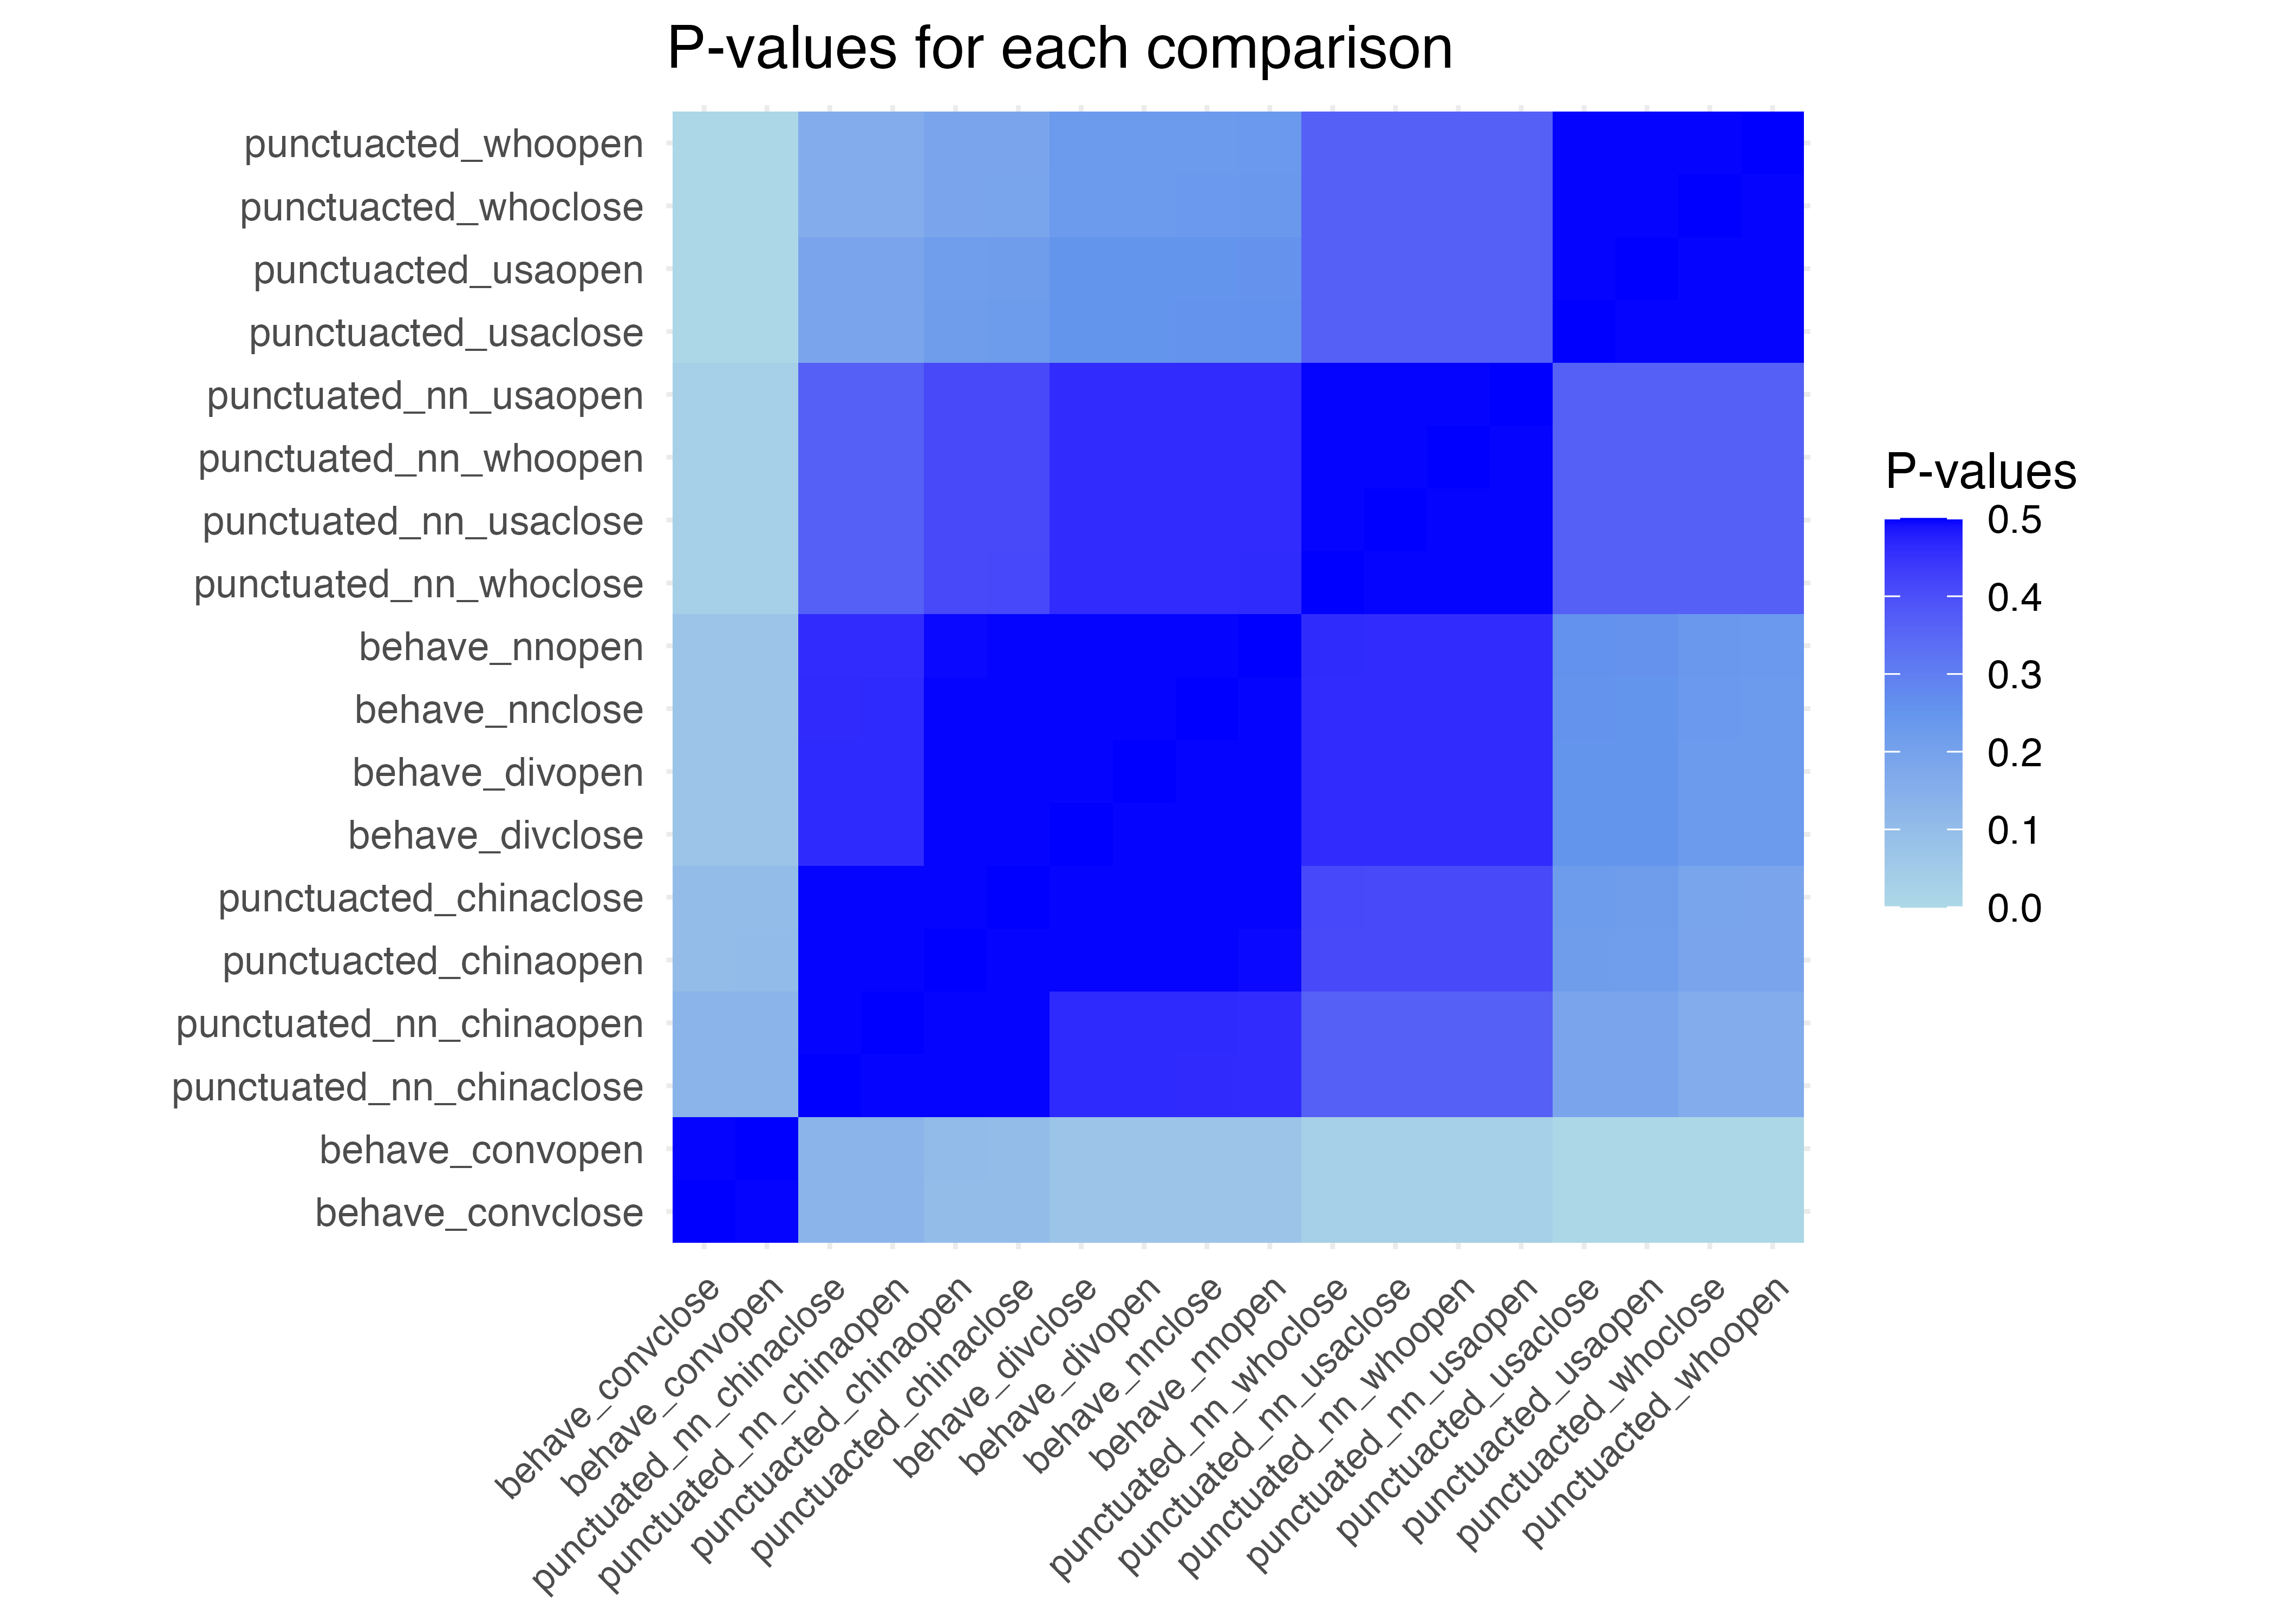 P-values for each comparison
punctuacted_whoopen
punctuacted_whoclose
punctuacted_usaopen
punctuacted_usaclose
punctuated_nn_usaopen
punctuated_nn_whoopen
punctuated_nn_usaclose
punctuated_nn_whoclose
behave_nnopen
behave_nnclose
behave_divopen
behave_divclose
punctuacted_chinaclose
punctuacted_chinaopen
punctuated_nn_chinaopen
punctuated_nn_chinaclose
behave_convopen
behave_convclose
behave_convclose
behave_convopen
punctuated_nn_chinaclose
punctuated_nn_chinaopen
punctuacted_chinaopen
punctuacted_chinaclose
behave_divclose
behave_divopen
behave_nnclose
behave_nnopen
punctuated_nn_whoclose
punctuated_nn_usaclose
punctuated_nn_whoopen
punctuated_nn_usaopen
punctuacted_usaclose
punctuacted_usaopen
punctuacted_whoclose
punctuacted_whoopen
P-values
0.5
0.4
0.3
0.2
0.1
0.0